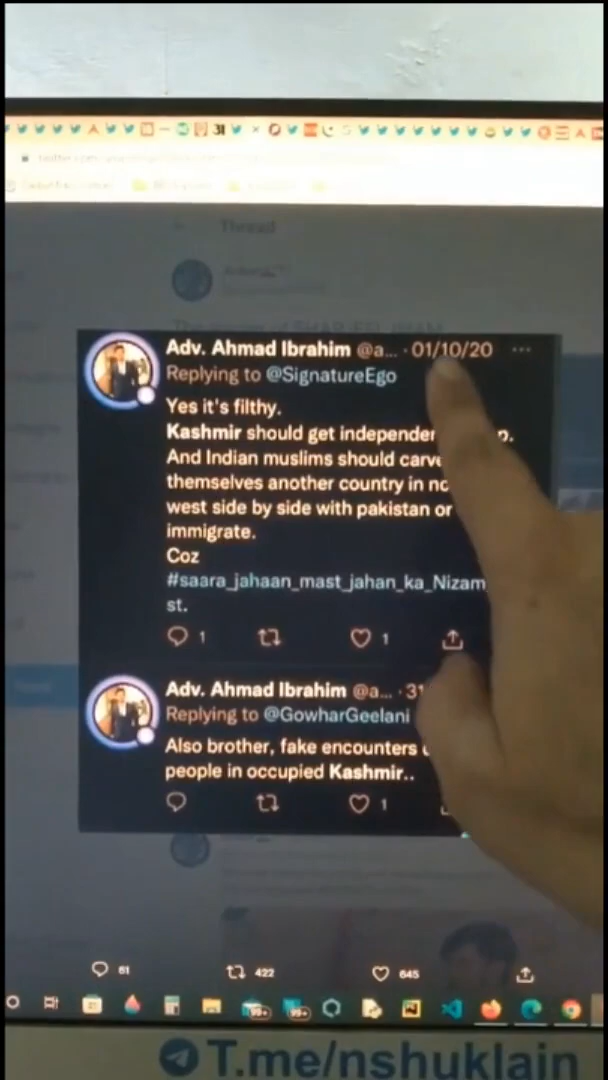 Thread
Adv. Ahmad Ibrahim @a... · 01/10/20 ...
Replying to @SignatureEgo
Yes it's filthy.
Kashmir should get independen p.
And Indian muslims should carve
themselves another country in no
west side by side with pakistan or
immigrate.
Coz
#saara_jahaan_mast_jahan_ka_Nizam
st.
1 1
Adv. Ahmad Ibrahim @a... · 31
Replying to @GowharGeelani
Also brother, fake encounters
people in occupied Kashmir..
1
61 422 645
99+ 99+
T.me/nshuklain